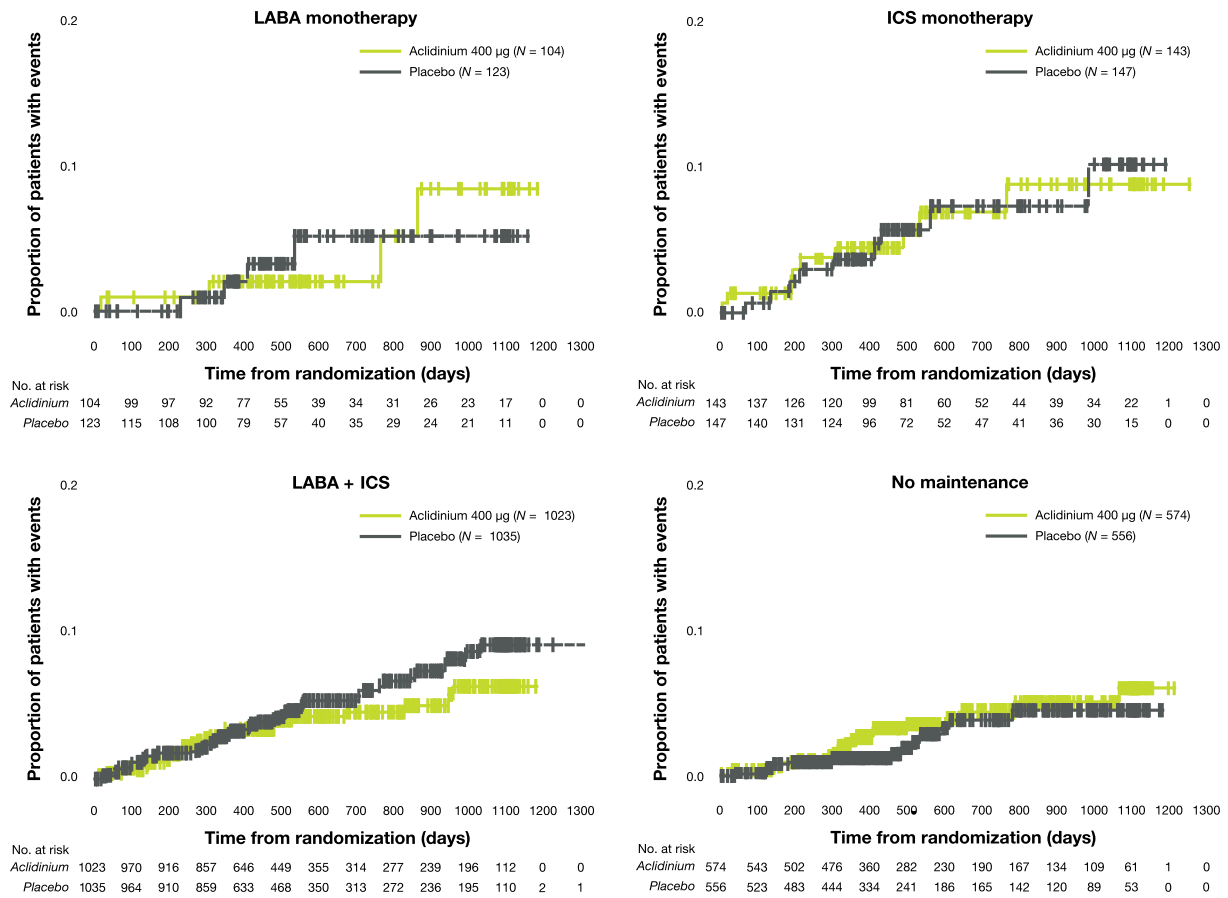 LABA monotherapy
0.2
Aclidinium 400 µg (N = 104)
Placebo (N = 123)
Proportion of patients with events
0.1
0.0
0 100 200 300 400 500 600 700 800 900 1000 1100 1200 1300
Time from randomization (days)
No. at risk
Aclidinium 104 99 97 92 77 55 39 34 31 26 23 17 0 0
Placebo 123 115 108 100 79 57 40 35 29 24 21 11 0 0
ICS monotherapy
0.2
Aclidinium 400 µg (N = 143)
Placebo (N = 147)
Proportion of patients with events
0.1
0.0
0 100 200 300 400 500 600 700 800 900 1000 1100 1200 1300
Time from randomization (days)
No. at risk
Aclidinium 143 137 126 120 99 81 60 52 44 39 34 22 1 0
Placebo 147 140 131 124 96 72 52 47 41 36 30 15 0 0
LABA + ICS
0.2
Aclidinium 400 µg (N = 1023)
Placebo (N = 1035)
Proportion of patients with events
0.1
0.0
0 100 200 300 400 500 600 700 800 900 1000 1100 1200 1300
Time from randomization (days)
No. at risk
Aclidinium 1023 970 916 857 646 449 355 314 277 239 196 112 0 0
Placebo 1035 964 910 859 633 468 350 313 272 236 195 110 2 1
No maintenance
0.2
Aclidinium 400 µg (N = 574)
Placebo (N = 556)
Proportion of patients with events
0.1
0.0
0 100 200 300 400 500 600 700 800 900 1000 1100 1200 1300
Time from randomization (days)
No. at risk
Aclidinium 574 543 502 476 360 282 230 190 167 134 109 61 1 0
Placebo 556 523 483 444 334 241 186 165 142 120 89 53 0 0